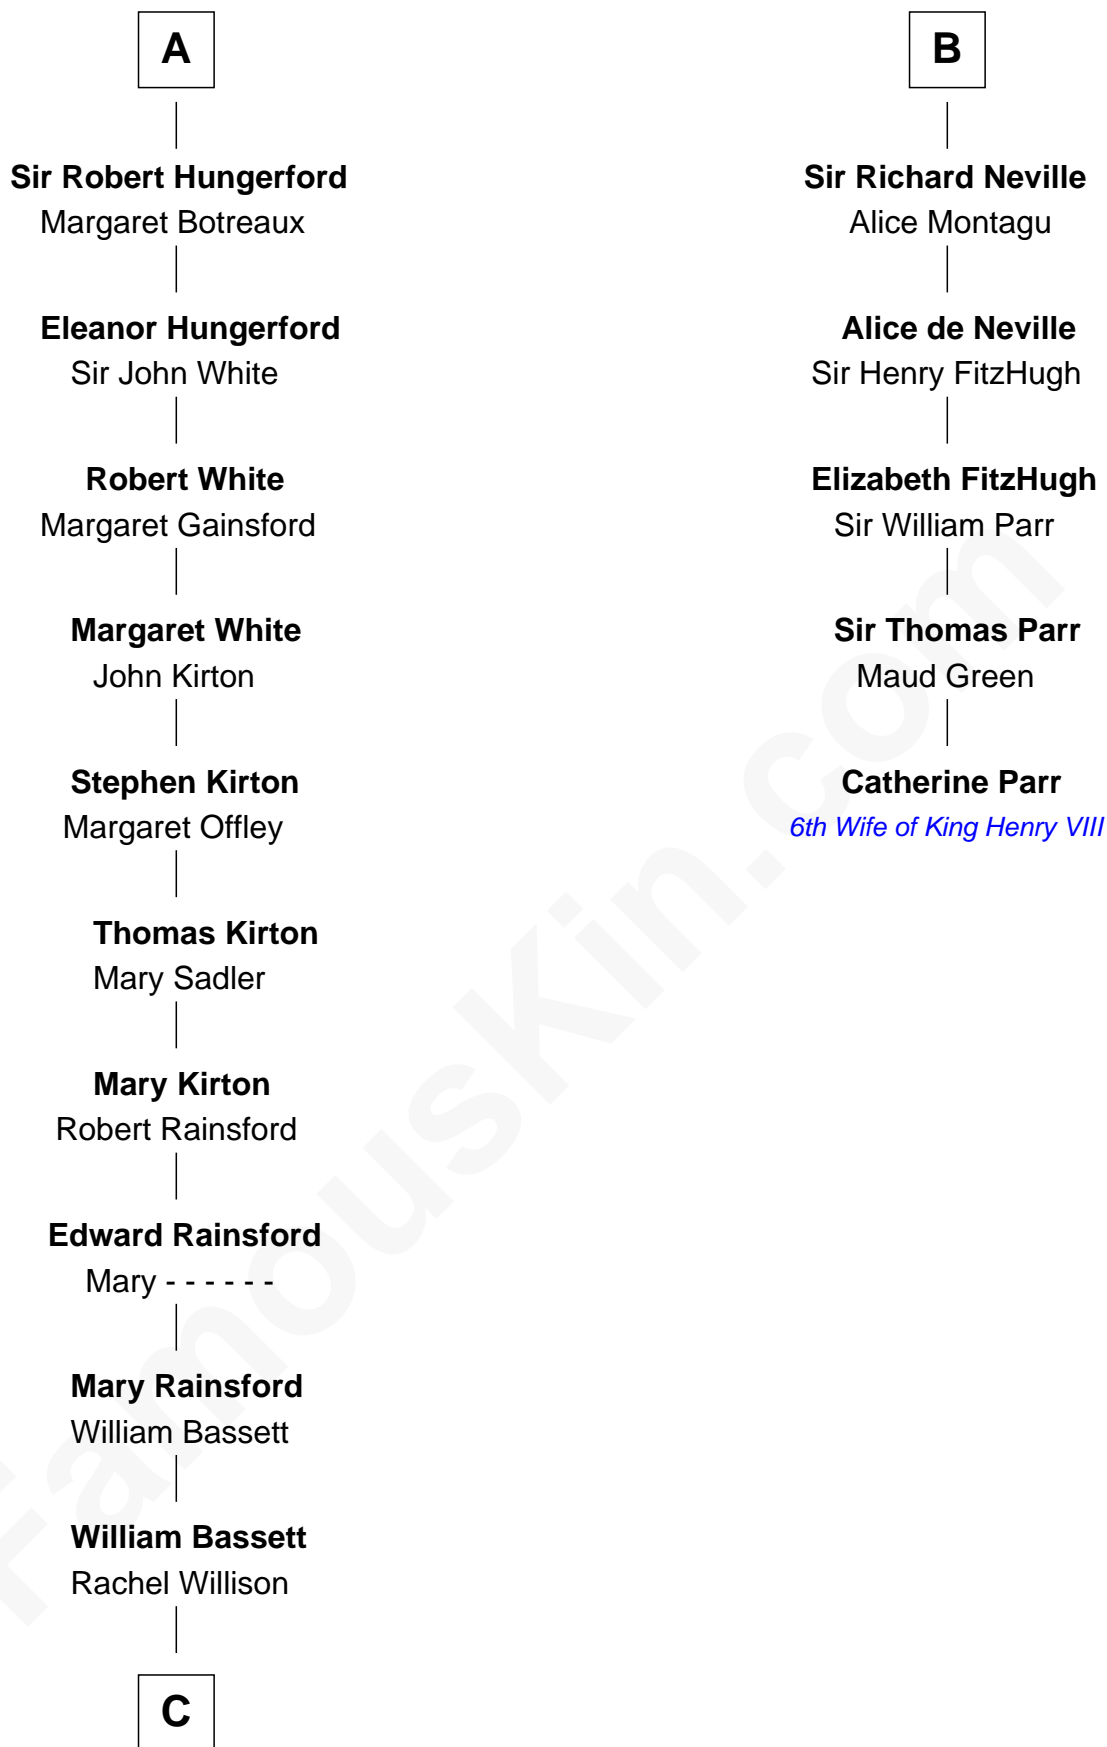 A
Sir Robert Hungerford
Margaret Botreaux
Eleanor Hungerford
Sir John White
Robert White
Margaret Gainsford
Margaret White
John Kirton
Stephen Kirton
Margaret Offley
Thomas Kirton
Mary Sadler
Mary Kirton
Robert Rainsford
Edward Rainsford
Mary - - - - - -
Mary Rainsford
William Bassett
William Bassett
Rachel Willison
C
B
Sir Richard Neville
Alice Montagu
Alice de Neville
Sir Henry FitzHugh
Elizabeth FitzHugh
Sir William Parr
Sir Thomas Parr
Maud Green
Catherine Parr
6th Wife of King Henry VIII
FamousKin.com